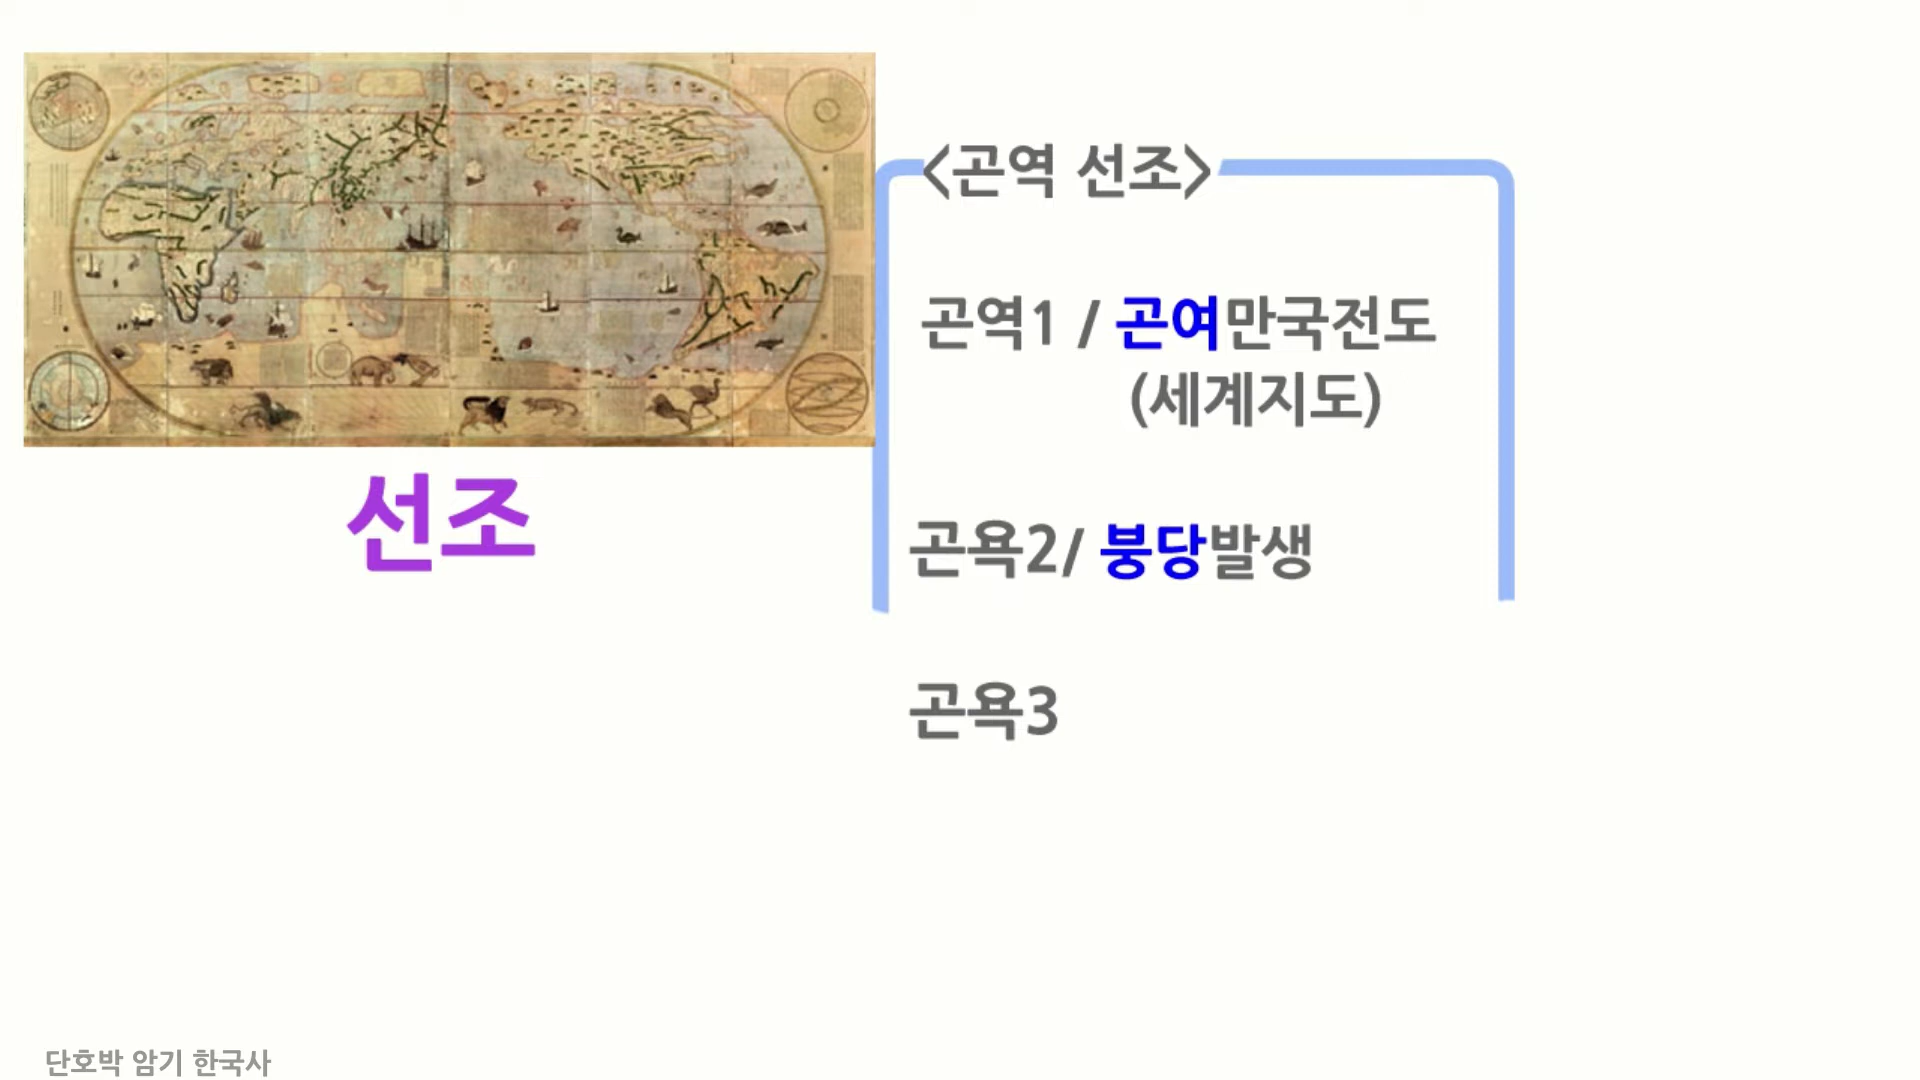 <곤역 선조>
곤역1 / 곤여만국전도
(세계지도)
선조
곤욕2/ 붕당발생
곤욕3
단호박 암기 한국사